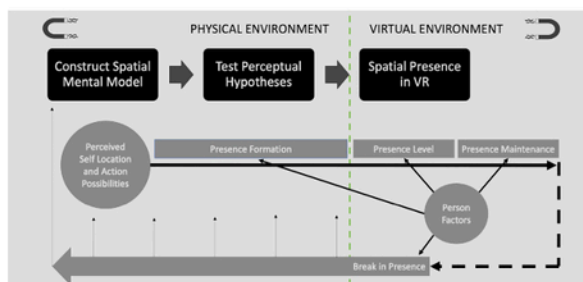 PHYSICAL ENVIRONMENT
VIRTUAL ENVIRONMENT
Construct Spatial
Mental Model
Test Perceptual
Hypotheses
Spatial Presence
in VR
Perceived
Self Location
and Action
Possibilities
Presence Formation
Presence Level
Presence Maintenance
Person
Factors
Break in Presence